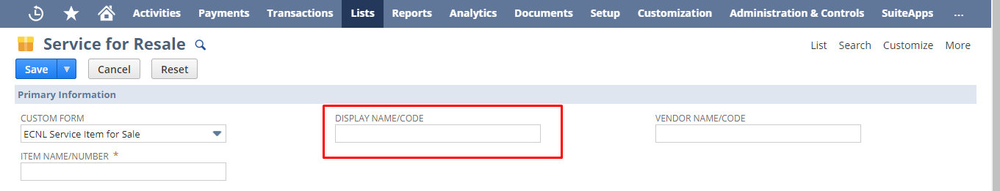 Activities Payments Transactions Lists Reports Analytics Documents Setup Customization Administration & Controls SuiteApps ...
Service for Resale
List Search Customize More
Save Cancel Reset
Primary Information
CUSTOM FORM DISPLAY NAME/CODE VENDOR NAME/CODE
ECNL Service Item for Sale
ITEM NAME/NUMBER *